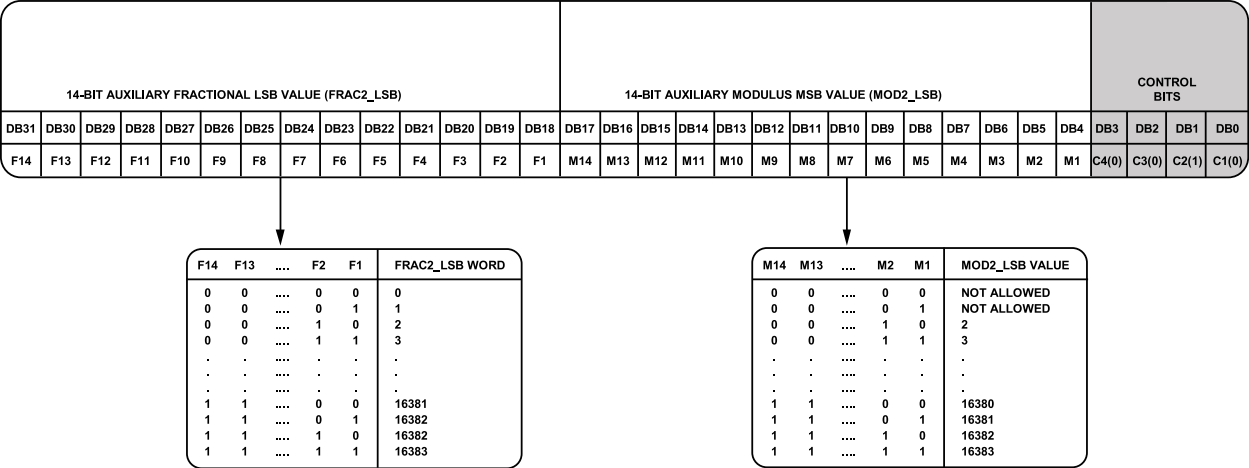 14-BIT AUXILIARY FRACTIONAL LSB VALUE (FRAC2_LSB) 14-BIT AUXILIARY MODULUS MSB VALUE (MOD2_LSB) CONTROL
BITS
DB31 DB30 DB29 DB28 DB27 DB26 DB25 DB24 DB23 DB22 DB21 DB20 DB19 DB18 DB17 DB16 DB15 DB14 DB13 DB12 DB11 DB10 DB9 DB8 DB7 DB6 DB5 DB4 DB3 DB2 DB1 DB0
F14 F13 F12 F11 F10 F9 F8 F7 F6 F5 F4 F3 F2 F1 M14 M13 M12 M11 M10 M9 M8 M7 M6 M5 M4 M3 M2 M1 C4(0) C3(0) C2(1) C1(0)
F14 F13 .... F2 F1 FRAC2_LSB WORD
0 0 .... 0 0 0
0 0 .... 0 1 1
0 0 .... 1 0 2
0 0 .... 1 1 3
. . .... . . .
. . .... . . .
. . .... . . .
1 1 .... 0 0 16381
1 1 .... 0 1 16382
1 1 .... 1 0 16382
1 1 .... 1 1 16383
M14 M13 .... M2 M1 MOD2_LSB VALUE
0 0 .... 0 0 NOT ALLOWED
0 0 .... 0 1 NOT ALLOWED
0 0 .... 1 0 2
0 0 .... 1 1 3
. . .... . . .
. . .... . . .
. . .... . . .
1 1 .... 0 0 16380
1 1 .... 0 1 16381
1 1 .... 1 0 16382
1 1 .... 1 1 16383